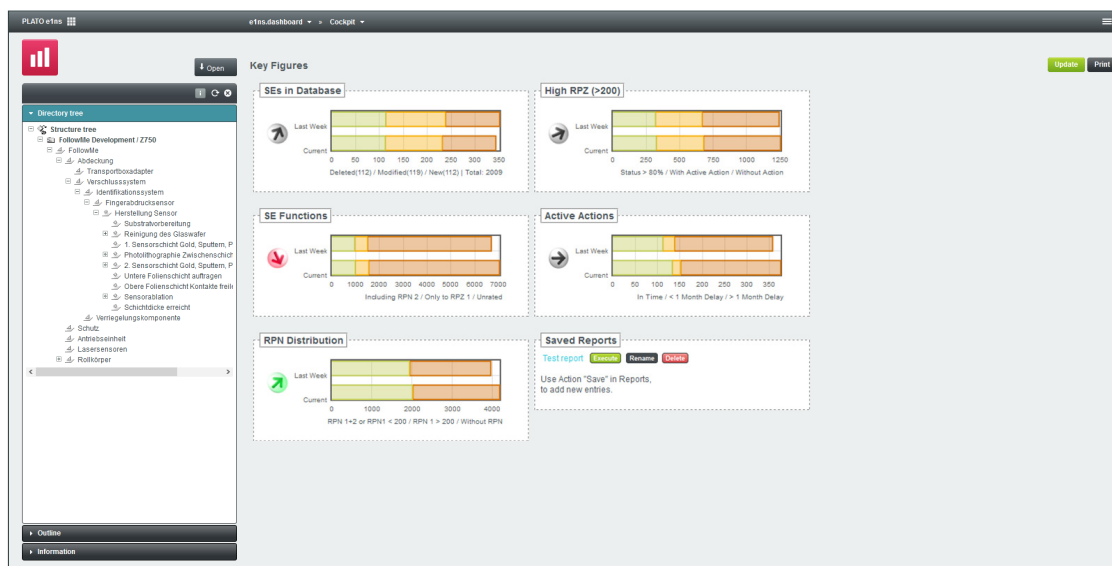 PLATO e1ns
e1ns.dashboard » Cockpit
Open
Key Figures
Update Print
Directory tree
Structure tree
FollowMe Development / Z750
FollowMe
Abdeckung
Transportboxadapter
Verschlusssystem
Identifikationssystem
Fingerabdrucksensor
Herstellung Sensor
Substratvorbereitung
Reinigung des Glaswafer
1. Sensorschicht Gold, Sputtern, P
Photolithographie Zwischenschich
2. Sensorschicht Gold, Sputtern, P
Untere Folienschicht auftragen
Obere Folienschicht Kontakte freile
Sensorablation
Schichtdicke erreicht
Verriegelungskomponente
Schutz
Antriebseinheit
Lasersensoren
Rollkörper
Outline
Information
SEs in Database
Last Week
Current
0 50 100 150 200 250 300 350
Deleted(112) / Modified(119) / New(112) | Total: 2009
High RPZ (>200)
Last Week
Current
0 250 500 750 1000 1250
Status > 80% / With Active Action / Without Action
SE Functions
Last Week
Current
0 1000 2000 3000 4000 5000 6000 7000
Including RPN 2 / Only to RPZ 1 / Unrated
Active Actions
Last Week
Current
0 50 100 150 200 250 300 350
In Time / < 1 Month Delay / > 1 Month Delay
RPN Distribution
Last Week
Current
0 1000 2000 3000 4000
RPN 1+2 or RPN1 < 200 / RPN 1 > 200 / Without RPN
Saved Reports
Test report Execute Rename Delete
Use Action "Save" in Reports,
to add new entries.